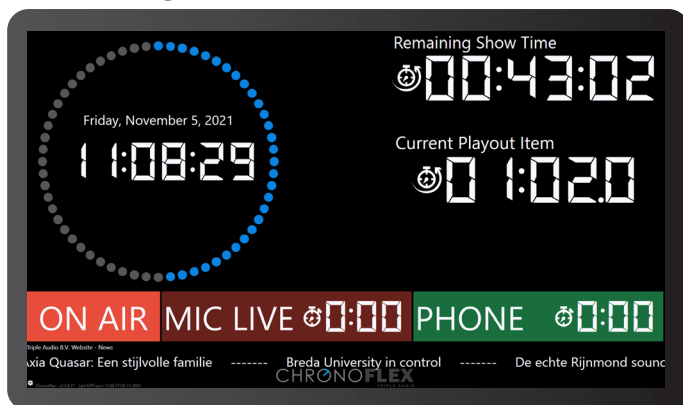 Remaining Show Time
00:43:02
Friday, November 5, 2021
11:08:29
Current Playout Item
01:02.0
ON AIR MIC LIVE 0:00 PHONE 0:00
Triple Audio B.V. Website - News
Axia Quasar: Een stijlvolle familie ------- Breda University in control ------- De echte Rijnmond sound
CHRONOFLEX
TRIPLE AUDIO